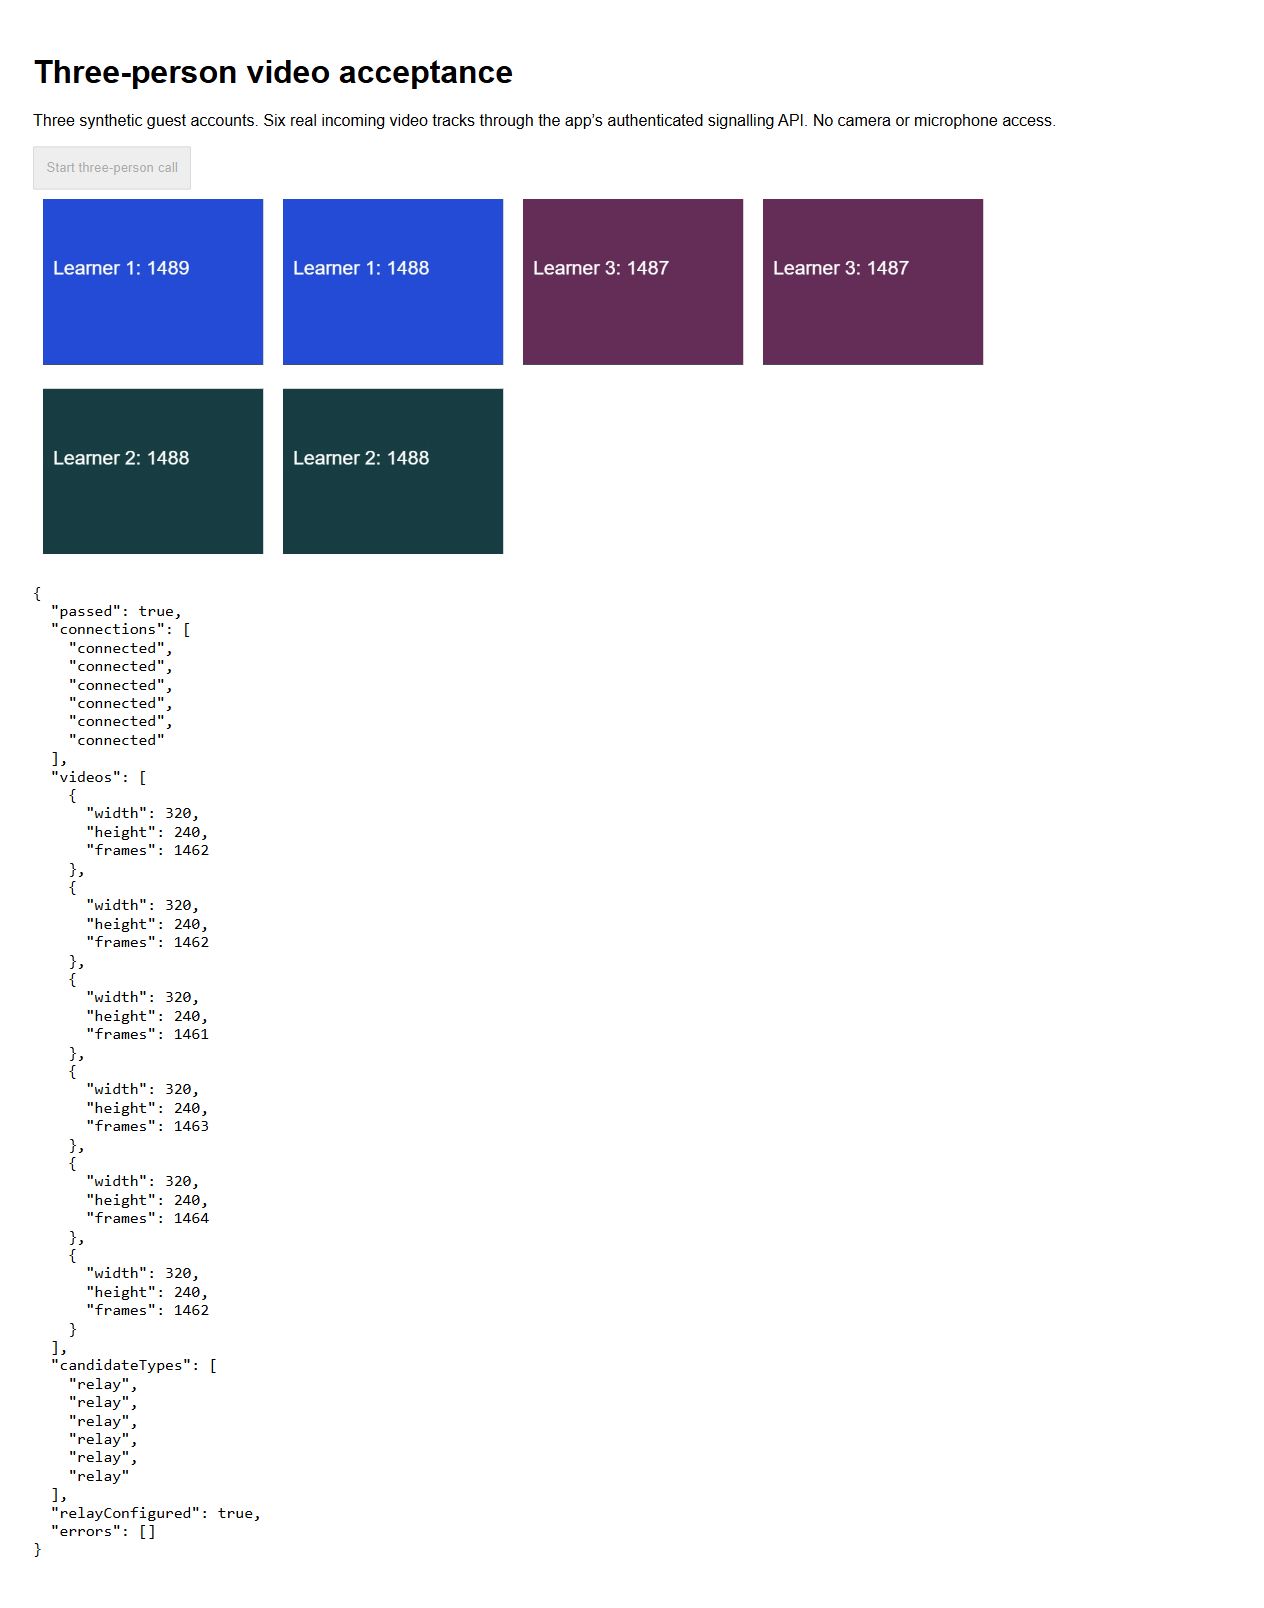 Three-person video acceptance
Three synthetic guest accounts. Six real incoming video tracks through the app’s authenticated signalling API. No camera or microphone access.
Start three-person call
Learner 1: 1489
Learner 1: 1488
Learner 3: 1487
Learner 3: 1487
Learner 2: 1488
Learner 2: 1488
{
  "passed": true,
  "connections": [
    "connected",
    "connected",
    "connected",
    "connected",
    "connected",
    "connected"
  ],
  "videos": [
    {
      "width": 320,
      "height": 240,
      "frames": 1462
    },
    {
      "width": 320,
      "height": 240,
      "frames": 1462
    },
    {
      "width": 320,
      "height": 240,
      "frames": 1461
    },
    {
      "width": 320,
      "height": 240,
      "frames": 1463
    },
    {
      "width": 320,
      "height": 240,
      "frames": 1464
    },
    {
      "width": 320,
      "height": 240,
      "frames": 1462
    }
  ],
  "candidateTypes": [
    "relay",
    "relay",
    "relay",
    "relay",
    "relay",
    "relay"
  ],
  "relayConfigured": true,
  "errors": []
}